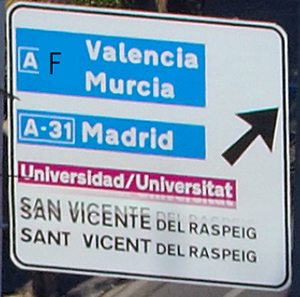 A F Valencia
Murcia
A-31 Madrid
Universidad/Universitat
SAN VICENTE DEL RASPEIG
SANT VICENT DEL RASPEIG